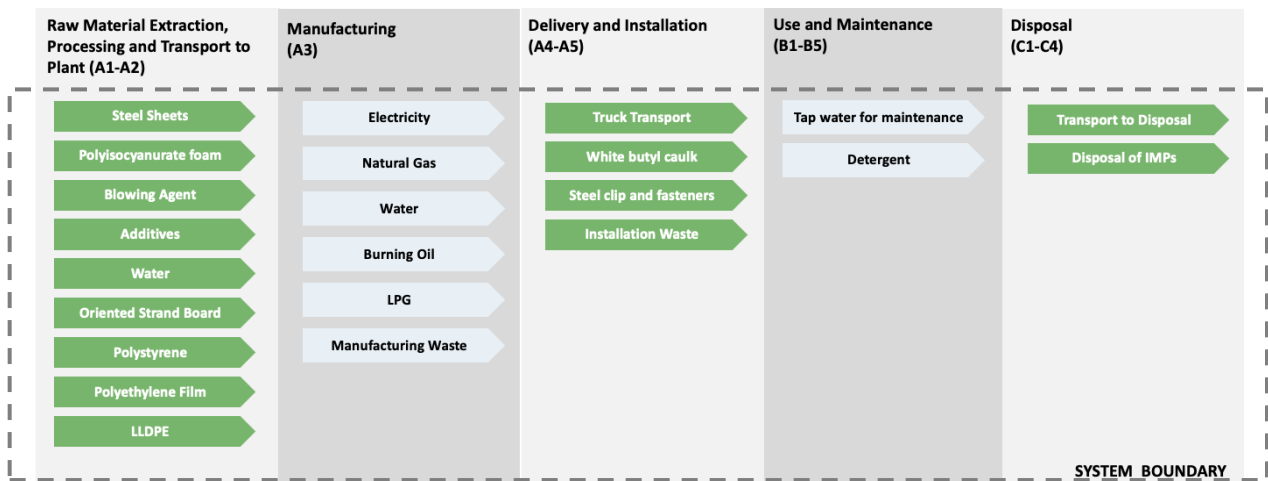 Raw Material Extraction,
Processing and Transport to
Plant (A1-A2)
Steel Sheets
Polyisocyanurate foam
Blowing Agent
Additives
Water
Oriented Strand Board
Polystyrene
Polyethylene Film
LLDPE
Manufacturing
(A3)
Electricity
Natural Gas
Water
Burning Oil
LPG
Manufacturing Waste
Delivery and Installation
(A4-A5)
Truck Transport
White butyl caulk
Steel clip and fasteners
Installation Waste
Use and Maintenance
(B1-B5)
Tap water for maintenance
Detergent
Disposal
(C1-C4)
Transport to Disposal
Disposal of IMPs
SYSTEM BOUNDARY